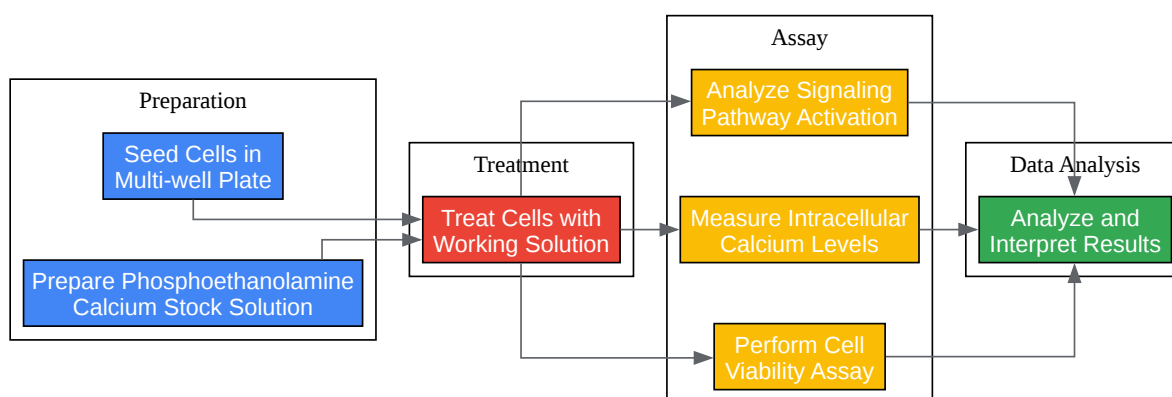 Preparation
Seed Cells in
Multi-well Plate
Prepare Phosphoethanolamine
Calcium Stock Solution
Treatment
Treat Cells with
Working Solution
Assay
Analyze Signaling
Pathway Activation
Measure Intracellular
Calcium Levels
Perform Cell
Viability Assay
Data Analysis
Analyze and
Interpret Results